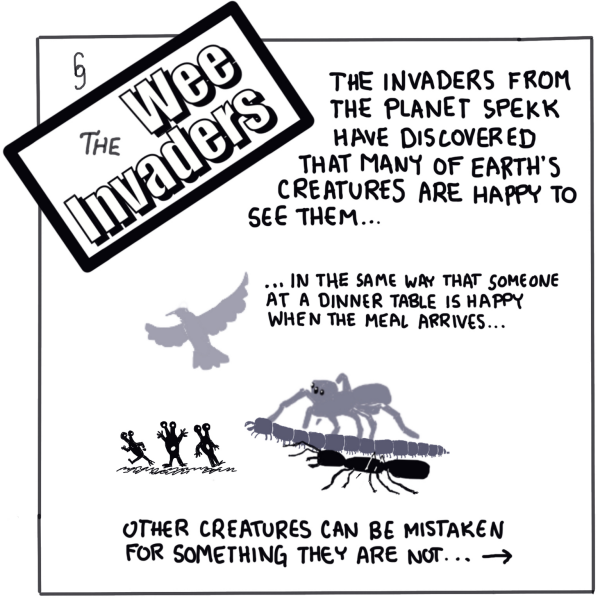 69
THE
Wee
Invaders
THE INVADERS FROM
THE PLANET SPEKK
HAVE DISCOVERED
THAT MANY OF EARTH'S
CREATURES ARE HAPPY TO
SEE THEM...
... IN THE SAME WAY THAT SOMEONE
AT A DINNER TABLE IS HAPPY
WHEN THE MEAL ARRIVES...
OTHER CREATURES CAN BE MISTAKEN
FOR SOMETHING THEY ARE NOT... →